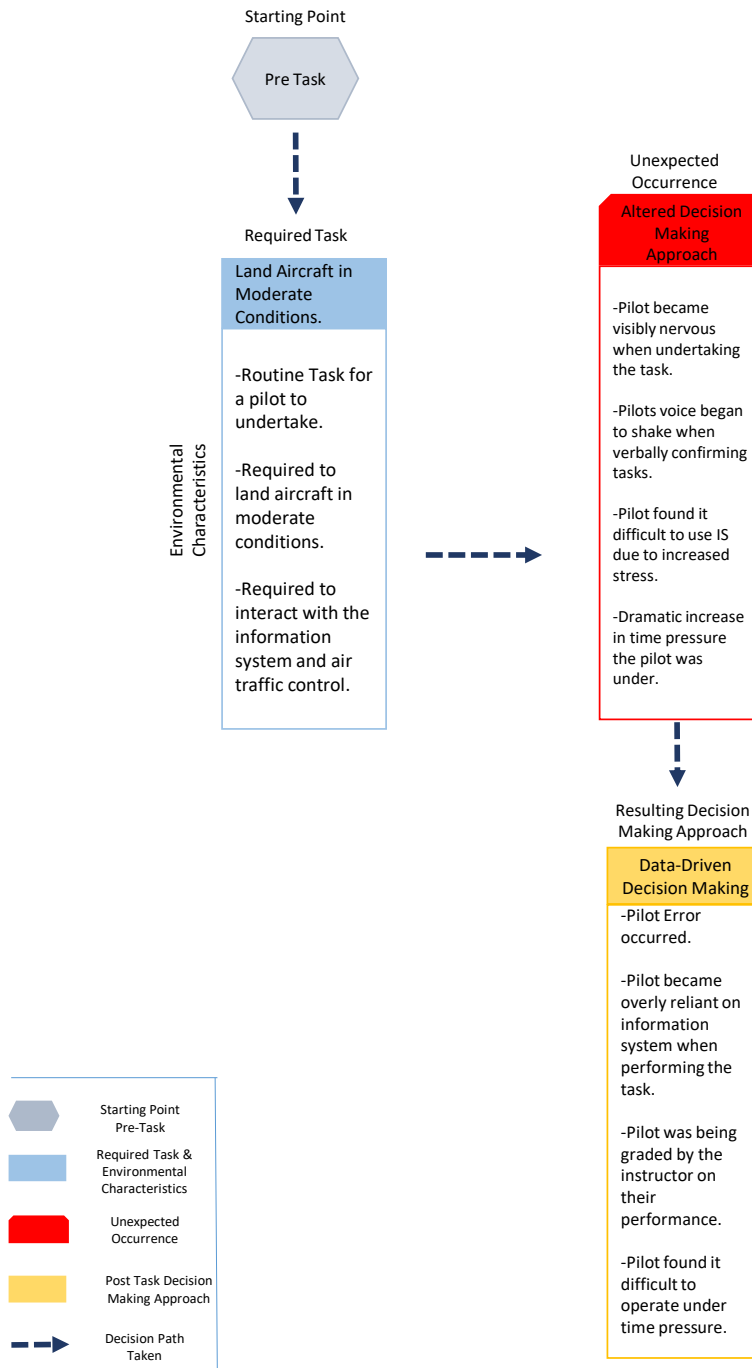 Starting Point
Pre Task
Required Task
Land Aircraft in
Moderate
Conditions.
-Routine Task for
a pilot to
undertake.
-Required to
land aircraft in
moderate
conditions.
-Required to
interact with the
information
system and air
traffic control.
Environmental
Characteristics
Unexpected
Occurrence
Altered Decision
Making
Approach
-Pilot became
visibly nervous
when undertaking
the task.
-Pilots voice began
to shake when
verbally confirming
tasks.
-Pilot found it
difficult to use IS
due to increased
stress.
-Dramatic increase
in time pressure
the pilot was
under.
Resulting Decision
Making Approach
Data-Driven
Decision Making
-Pilot Error
occurred.
-Pilot became
overly reliant on
information
system when
performing the
task.
-Pilot was being
graded by the
instructor on
their
performance.
-Pilot found it
difficult to
operate under
time pressure.
Starting Point
Pre-Task
Required Task &
Environmental
Characteristics
Unexpected
Occurrence
Post Task Decision
Making Approach
Decision Path
Taken